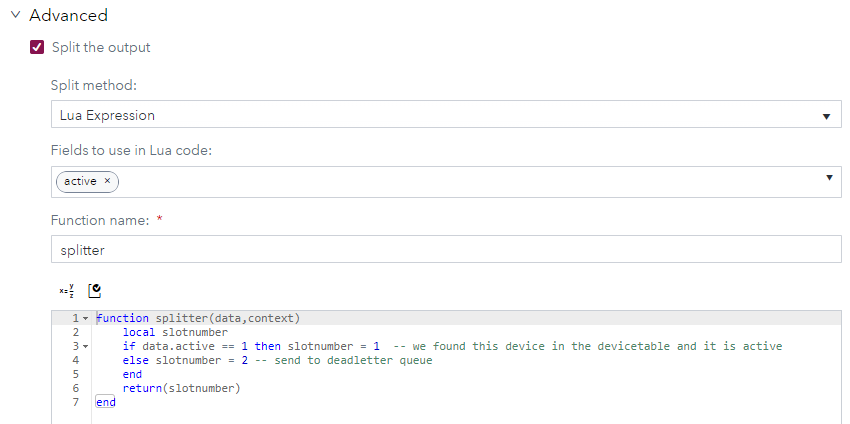 Advanced
Split the output
Split method:
Lua Expression
Fields to use in Lua code:
active ×
Function name: *
splitter
x= y/z
1 function splitter(data,context)
2     local slotnumber
3     if data.active == 1 then slotnumber = 1  -- we found this device in the devicetable and it is active
4     else slotnumber = 2 -- send to deadletter queue
5     end
6     return(slotnumber)
7 end